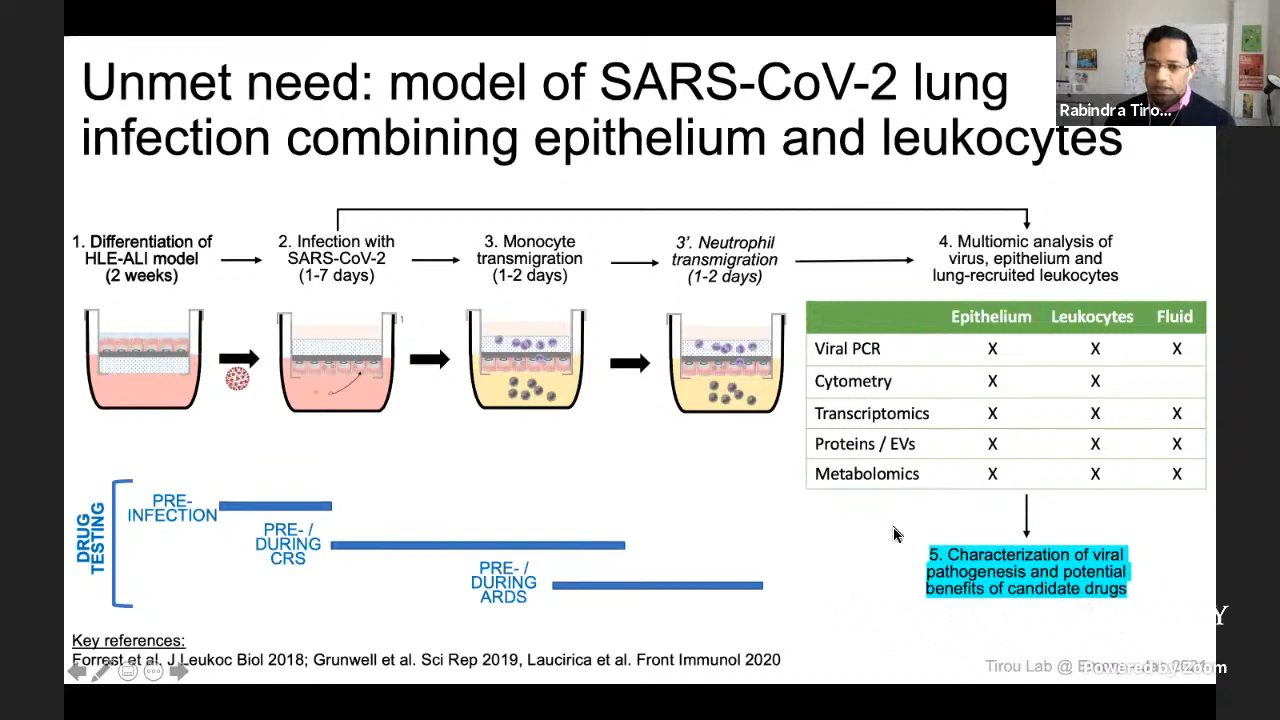 Unmet need: model of SARS-CoV-2 lung
infection combining epithelium and leukocytes
Rabindra Tiro...
1. Differentiation of
HLE-ALI model
(2 weeks)
2. Infection with
SARS-CoV-2
(1-7 days)
3. Monocyte
transmigration
(1-2 days)
3’. Neutrophil
transmigration
(1-2 days)
4. Multiomic analysis of
virus, epithelium and
lung-recruited leukocytes
1
Epithelium Leukocytes Fluid
Viral PCR X X X
Cytometry X X
Transcriptomics X X X
Proteins / EVs X X X
Metabolomics X X X
DRUG
TESTING
PRE-
INFECTION
PRE- /
DURING
CRS
PRE- /
DURING
ARDS
5. Characterization of viral
pathogenesis and potential
benefits of candidate drugs
Key references:
Forrest et al. J Leukoc Biol 2018; Grunwell et al. Sci Rep 2019, Laucirica et al. Front Immunol 2020
Y
Tirou Lab @
Powered by Zoom